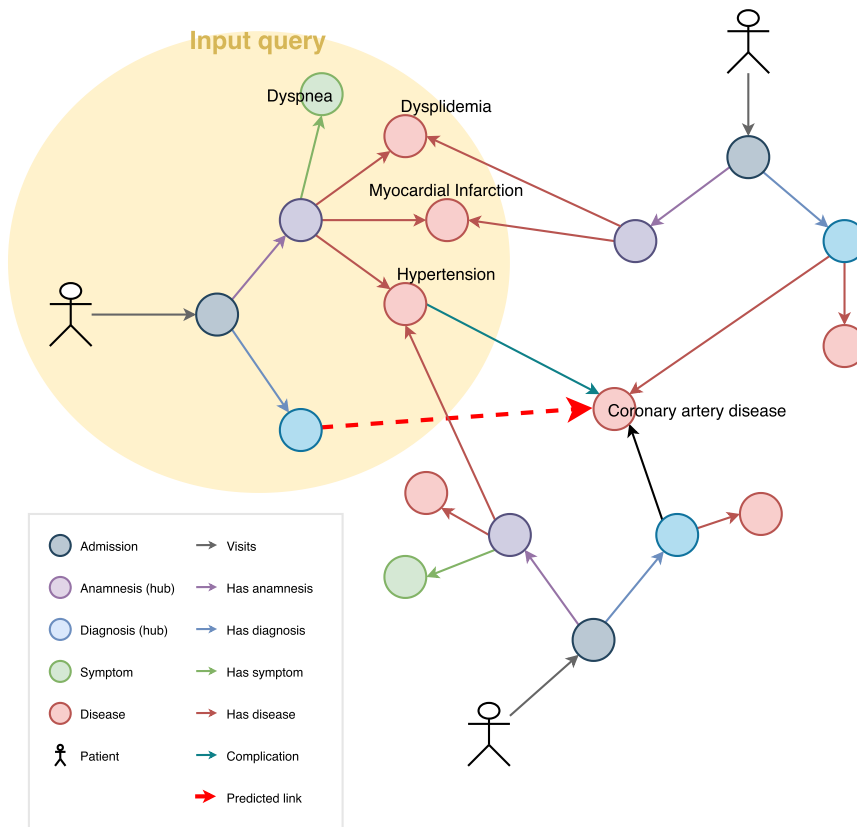 Input query
Dyspnea
Dysplidemia
Myocardial Infarction
Hypertension
Coronary artery disease
Admission
Visits
Anamnesis (hub)
Has anamnesis
Diagnosis (hub)
Has diagnosis
Symptom
Has symptom
Disease
Has disease
Patient
Complication
Predicted link